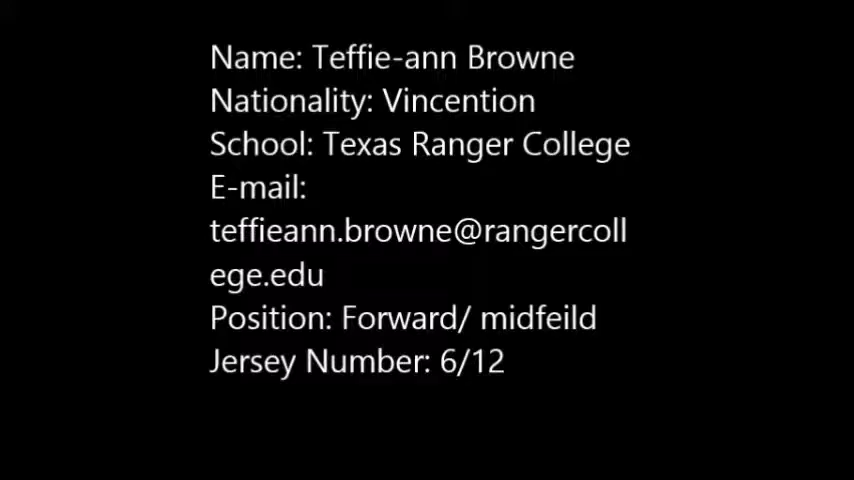 Name: Teffie-ann Browne
Nationality: Vincention
School: Texas Ranger College
E-mail:
teffieann.browne@rangercoll
ege.edu
Position: Forward/ midfeild
Jersey Number: 6/12